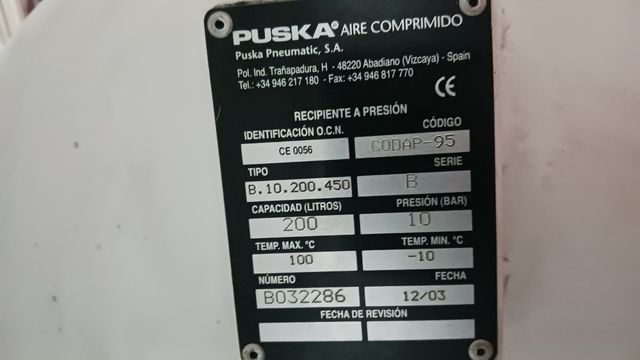 PUSKA® AIRE COMPRIMIDO
Puska Pneumatic, S.A.
Pol. Ind. Trañapadura, H - 48220 Abadiano (Vizcaya) - Spain
Tel.: +34 946 217 180 - Fax: +34 946 817 770
CE
RECIPIENTE A PRESIÓN
IDENTIFICACIÓN O.C.N. CÓDIGO
CE 0056 CODAP-95
TIPO SERIE
B.10.200.450 B
CAPACIDAD (LITROS) PRESIÓN (BAR)
200 10
TEMP. MAX. °C TEMP. MIN. °C
100 -10
NÚMERO FECHA
B032286 12/03
FECHA DE REVISIÓN